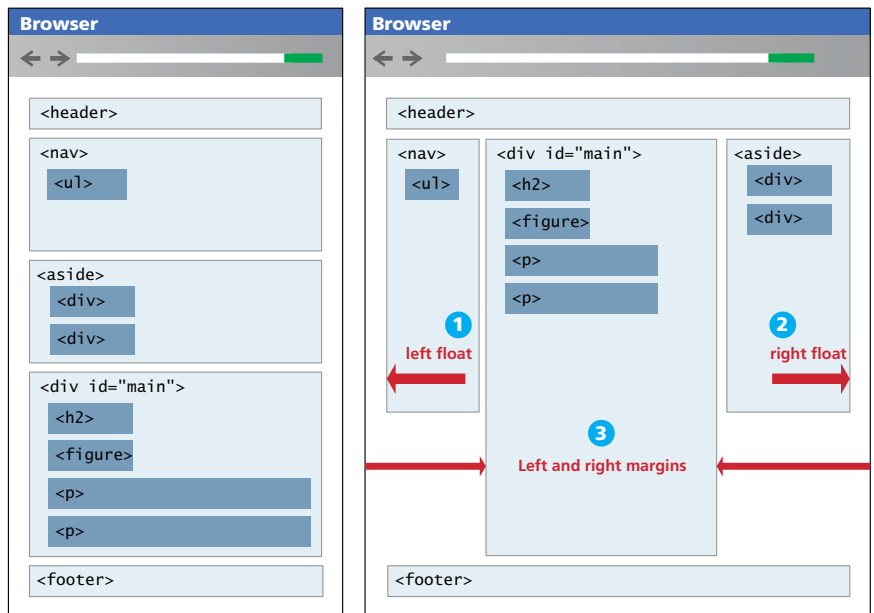 Browser
<header>
<nav>
<ul>
<aside>
<div>
<div>
<div id="main">
<h2>
<figure>
<p>
<p>
<footer>
Browser
<header>
<nav>
<ul>
1
left float
<div id="main">
<h2>
<figure>
<p>
<p>
3
Left and right margins
<aside>
<div>
<div>
2
right float
<footer>